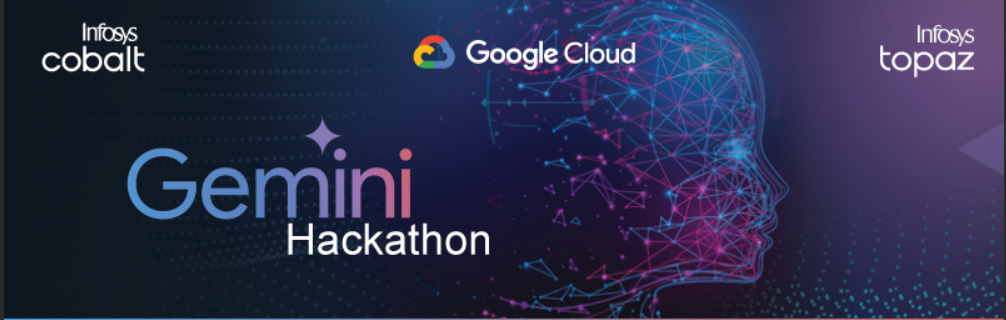 Infosys
cobalt
Google Cloud
Infosys
topaz
Gemini
Hackathon